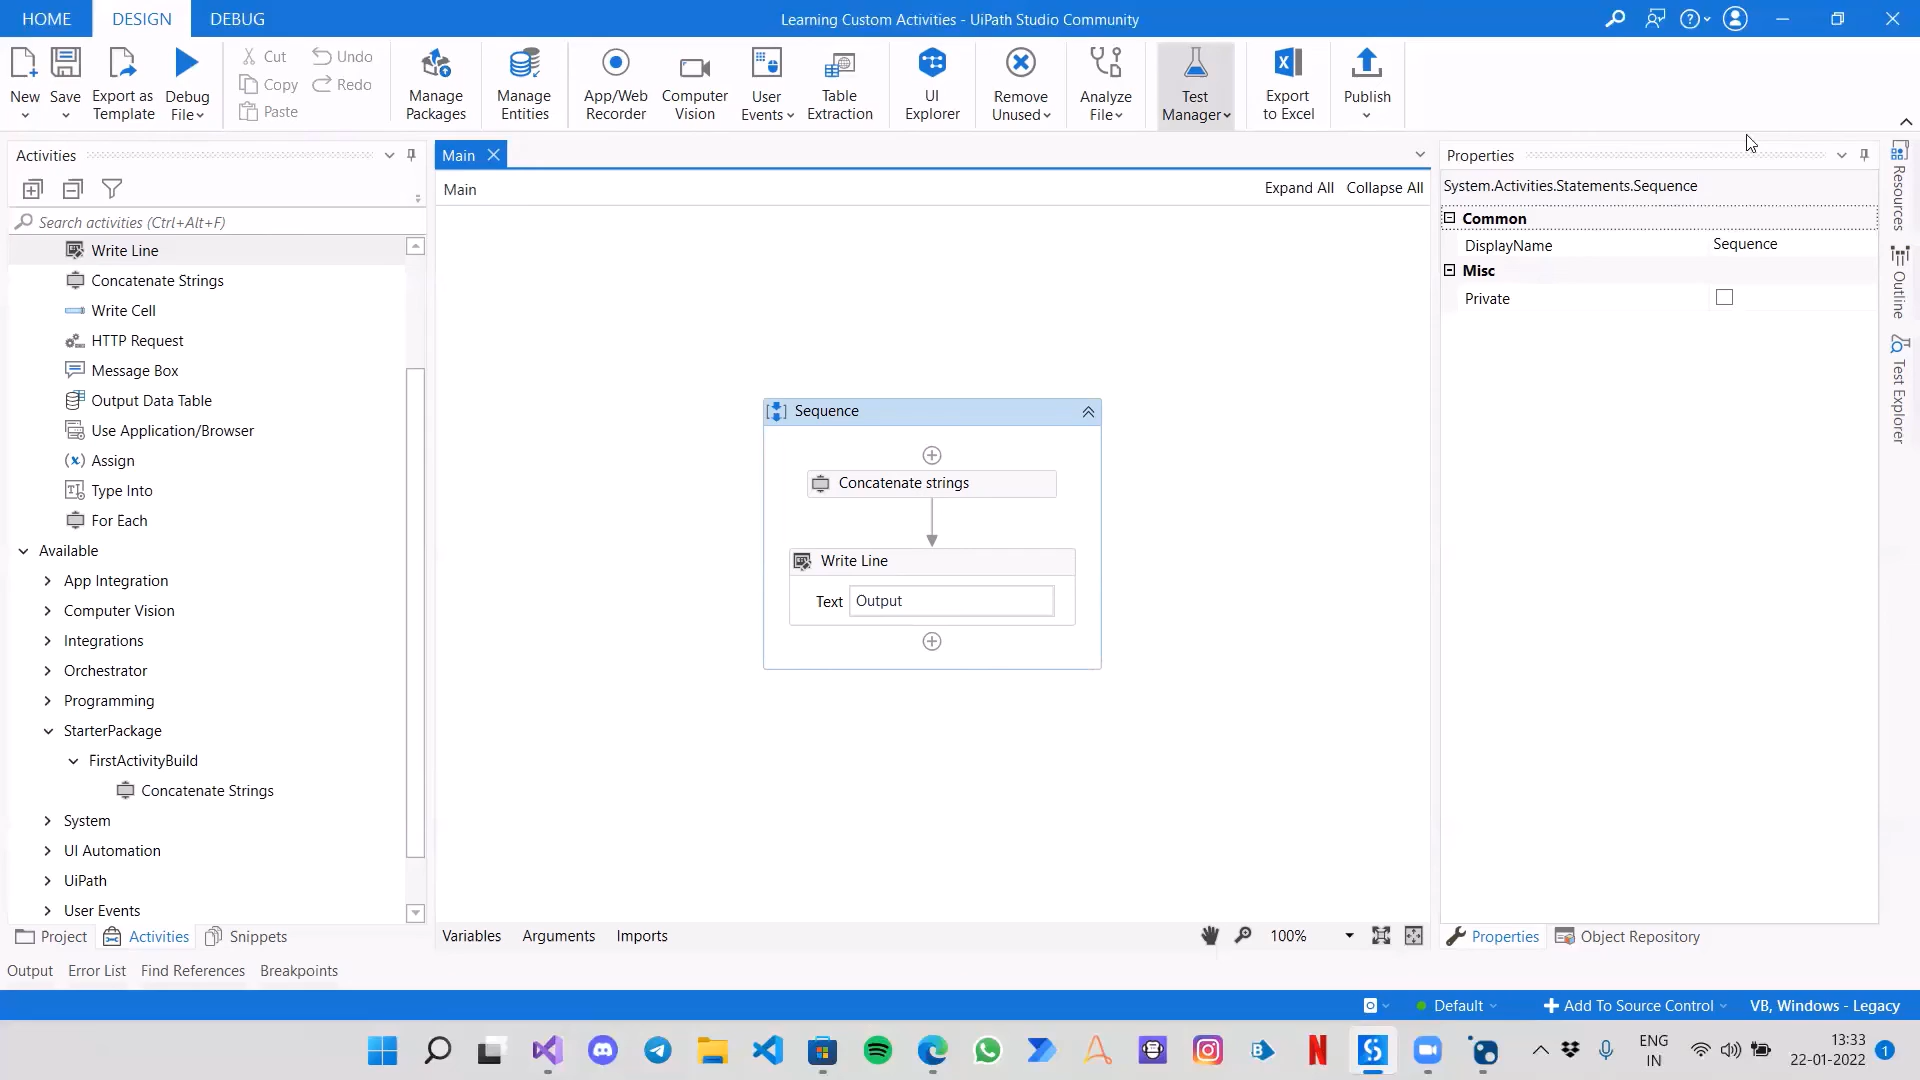 HOME DESIGN DEBUG
Learning Custom Activities - UiPath Studio Community
New
Save
Export as
Template
Debug
File
Cut
Copy
Paste
Undo
Redo
Manage
Packages
Manage
Entities
App/Web
Recorder
Computer
Vision
User
Events
Table
Extraction
UI
Explorer
Remove
Unused
Analyze
File
Test
Manager
Export
to Excel
Publish
Activities
Search activities (Ctrl+Alt+F)
Write Line
Concatenate Strings
Write Cell
HTTP Request
Message Box
Output Data Table
Use Application/Browser
Assign
Type Into
For Each
Available
App Integration
Computer Vision
Integrations
Orchestrator
Programming
StarterPackage
FirstActivityBuild
Concatenate Strings
System
UI Automation
UiPath
User Events
Project Activities Snippets
Main
Main
Expand All Collapse All
Sequence
Concatenate strings
Write Line
Text Output
Variables Arguments Imports
100%
Properties
System.Activities.Statements.Sequence
Common
DisplayName Sequence
Misc
Private
Properties Object Repository
Resources
Outline
Test Explorer
Output Error List Find References Breakpoints
Default Add To Source Control VB, Windows - Legacy
ENG
IN
13:33
22-01-2022
1